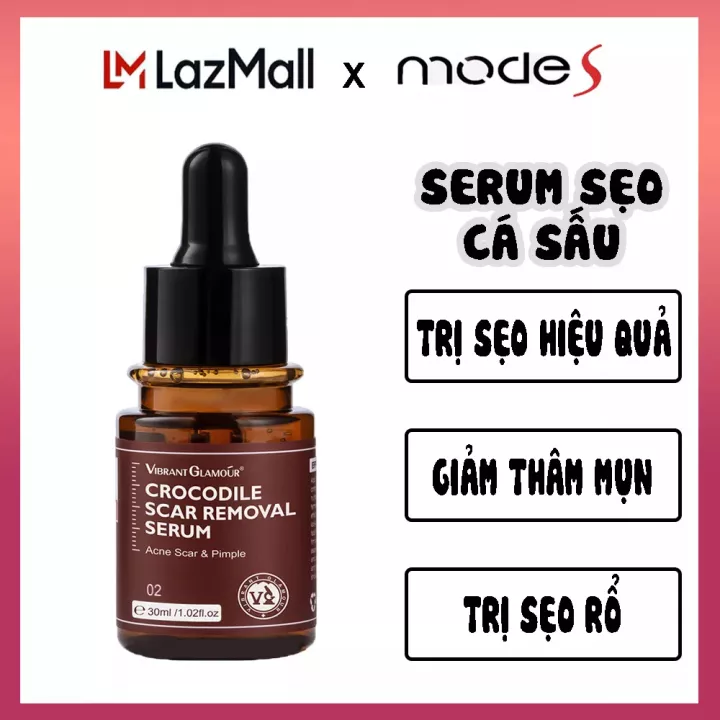 LazMall x modeS
SERUM SẸO
CÁ SẤU
TRỊ SẸO HIỆU QUẢ
GIẢM THÂM MỤN
TRỊ SẸO RỔ
VIBRANT GLAMOUR®
CROCODILE
SCAR REMOVAL
SERUM
Acne Scar & Pimple
02
30ml /1.02fl.oz
VG